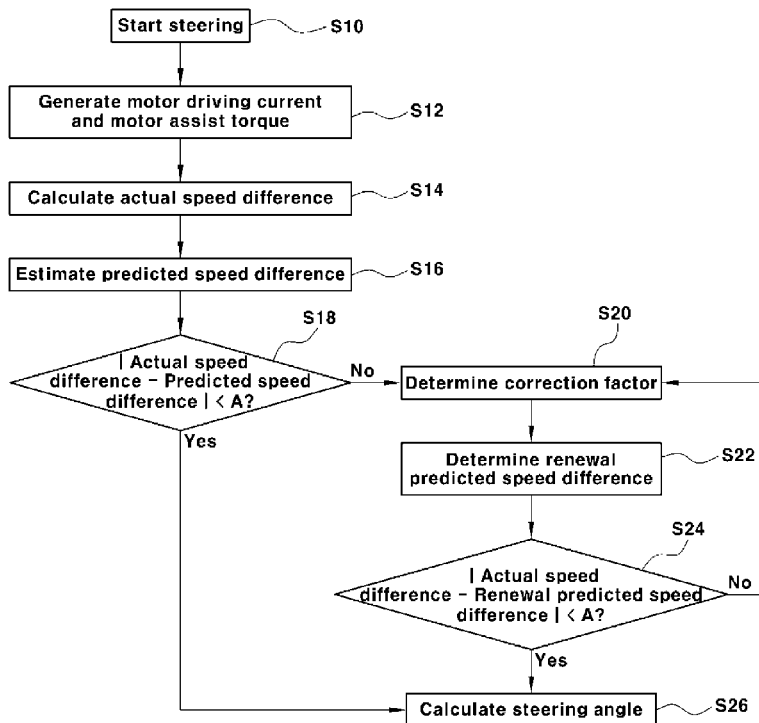 Start steering
S10
Generate motor driving current
and motor assist torque
S12
Calculate actual speed difference
S14
Estimate predicted speed difference
S16
S18
| Actual speed
difference - Predicted speed
difference | < A?
No
Yes
S20
Determine correction factor
Determine renewal
predicted speed difference
S22
S24
| Actual speed
difference - Renewal predicted speed
difference | < A?
No
Yes
Calculate steering angle
S26